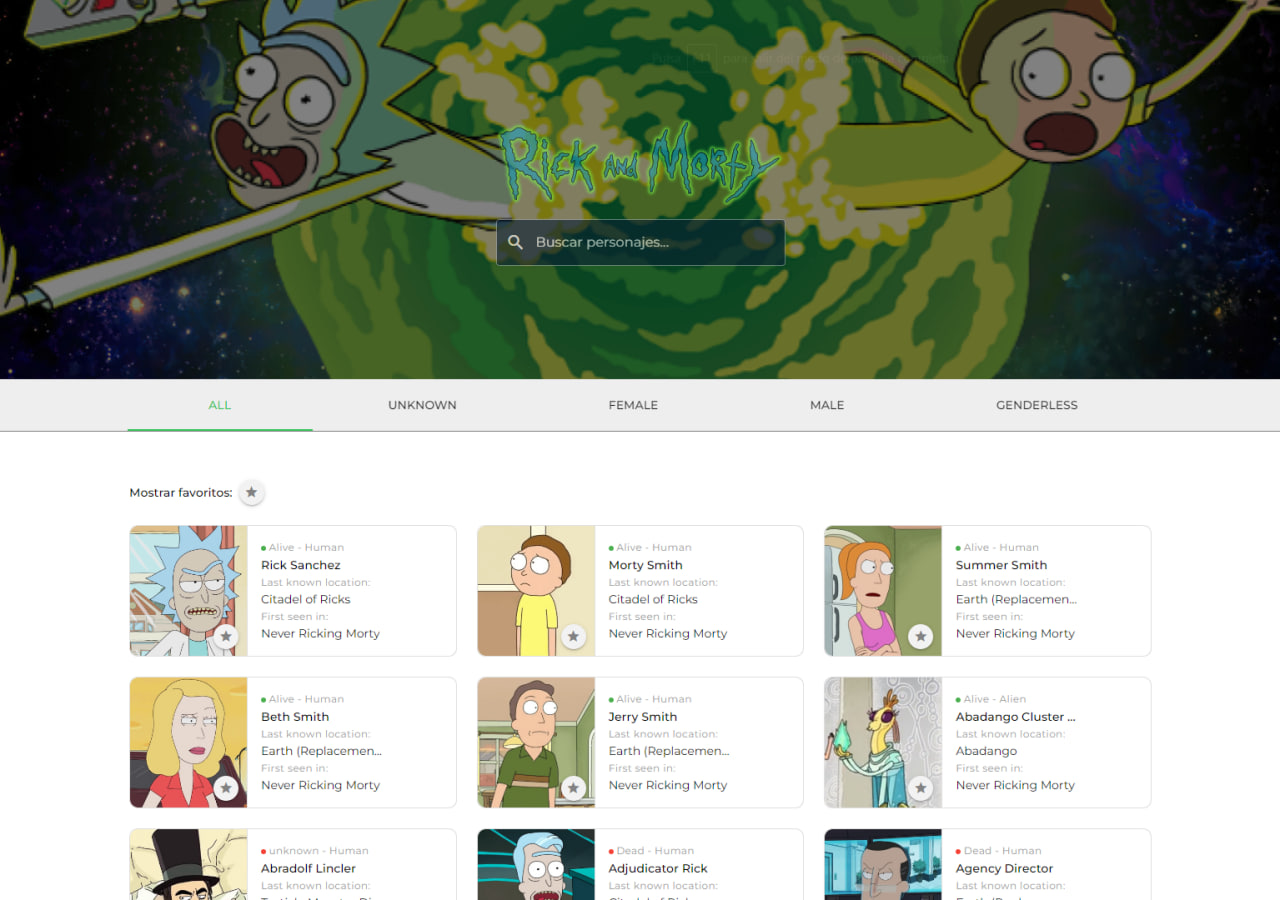 Rick and Morty
Buscar personajes...
ALL UNKNOWN FEMALE MALE GENDERLESS
Mostrar favoritos:
Alive - Human
Rick Sanchez
Last known location:
Citadel of Ricks
First seen in:
Never Ricking Morty
Alive - Human
Morty Smith
Last known location:
Citadel of Ricks
First seen in:
Never Ricking Morty
Alive - Human
Summer Smith
Last known location:
Earth (Replacemen...
First seen in:
Never Ricking Morty
Alive - Human
Beth Smith
Last known location:
Earth (Replacemen...
First seen in:
Never Ricking Morty
Alive - Human
Jerry Smith
Last known location:
Earth (Replacemen...
First seen in:
Never Ricking Morty
Alive - Alien
Abadango Cluster ...
Last known location:
Abadango
First seen in:
Never Ricking Morty
unknown - Human
Abradolf Lincler
Last known location:
Dead - Human
Adjudicator Rick
Last known location:
Dead - Human
Agency Director
Last known location: